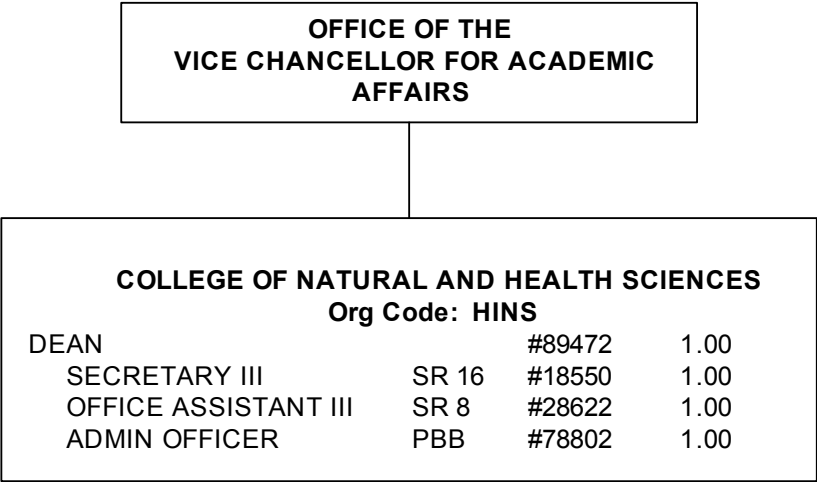 OFFICE OF THE
VICE CHANCELLOR FOR ACADEMIC
AFFAIRS
COLLEGE OF NATURAL AND HEALTH SCIENCES
Org Code: HINS
DEAN #89472 1.00
SECRETARY III SR 16 #18550 1.00
OFFICE ASSISTANT III SR 8 #28622 1.00
ADMIN OFFICER PBB #78802 1.00